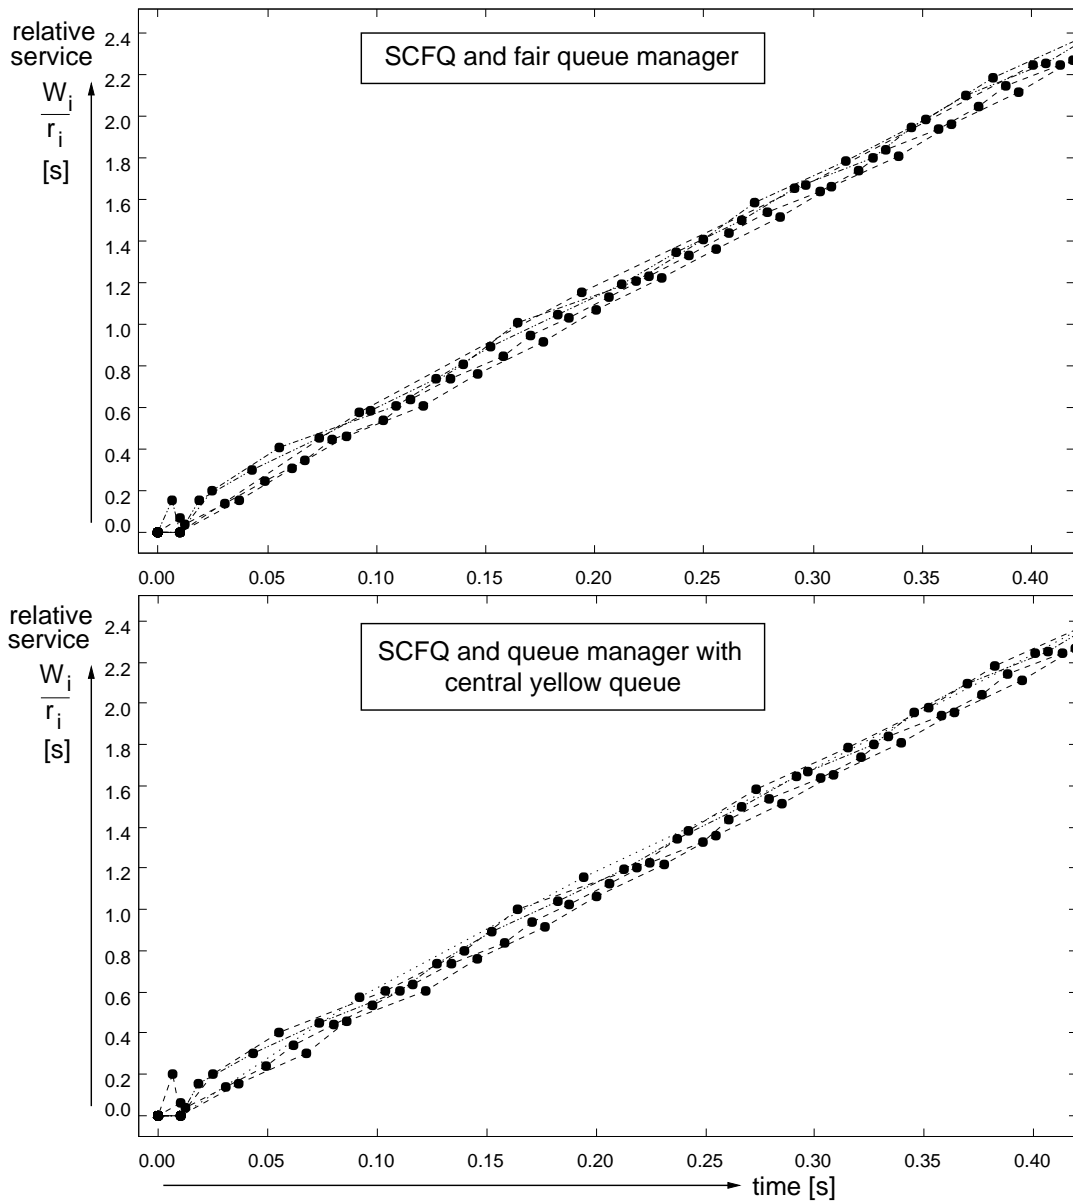 relative
service
W_i
r_i
[s]
SCFQ and fair queue manager
2.4
2.2
2.0
1.8
1.6
1.4
1.2
1.0
0.8
0.6
0.4
0.2
0.0
0.00 0.05 0.10 0.15 0.20 0.25 0.30 0.35 0.40
relative
service
W_i
r_i
[s]
SCFQ and queue manager with
central yellow queue
2.4
2.2
2.0
1.8
1.6
1.4
1.2
1.0
0.8
0.6
0.4
0.2
0.0
0.00 0.05 0.10 0.15 0.20 0.25 0.30 0.35 0.40
time [s]